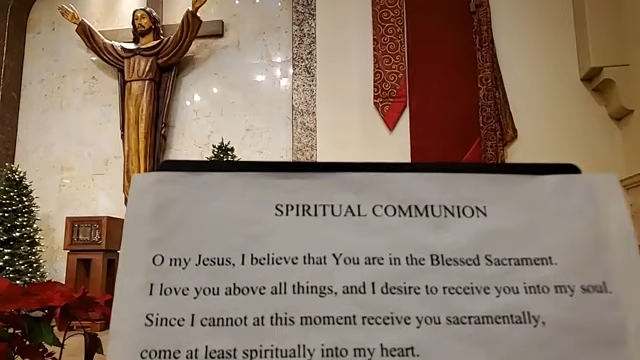 SPIRITUAL COMMUNION
O my Jesus, I believe that You are in the Blessed Sacrament.
I love you above all things, and I desire to receive you into my soul.
Since I cannot at this moment receive you sacramentally,
come at least spiritually into my heart.